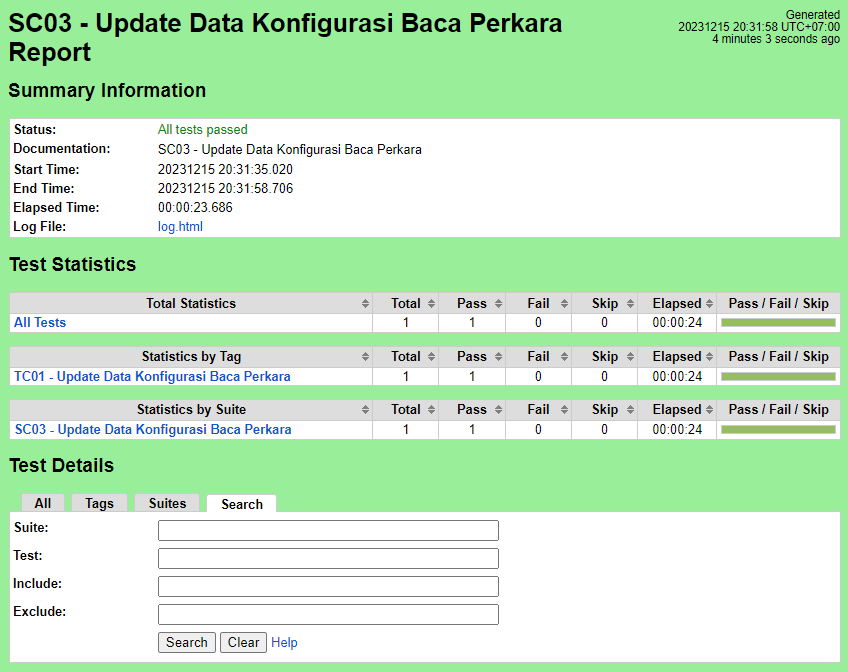 SC03 - Update Data Konfigurasi Baca Perkara
Report
Generated
20231215 20:31:58 UTC+07:00
4 minutes 3 seconds ago
Summary Information
Status: All tests passed
Documentation: SC03 - Update Data Konfigurasi Baca Perkara
Start Time: 20231215 20:31:35.020
End Time: 20231215 20:31:58.706
Elapsed Time: 00:00:23.686
Log File: log.html
Test Statistics
Total Statistics Total Pass Fail Skip Elapsed Pass / Fail / Skip
All Tests 1 1 0 0 00:00:24
Statistics by Tag Total Pass Fail Skip Elapsed Pass / Fail / Skip
TC01 - Update Data Konfigurasi Baca Perkara 1 1 0 0 00:00:24
Statistics by Suite Total Pass Fail Skip Elapsed Pass / Fail / Skip
SC03 - Update Data Konfigurasi Baca Perkara 1 1 0 0 00:00:24
Test Details
All Tags Suites Search
Suite:
Test:
Include:
Exclude:
Search Clear Help